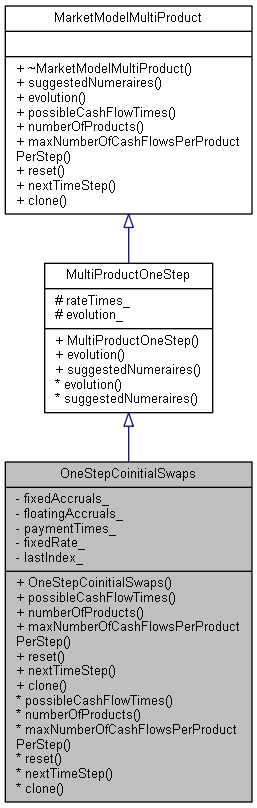 MarketModelMultiProduct
+ ~MarketModelMultiProduct()
+ suggestedNumeraires()
+ evolution()
+ possibleCashFlowTimes()
+ numberOfProducts()
+ maxNumberOfCashFlowsPerProduct
PerStep()
+ reset()
+ nextTimeStep()
+ clone()
MultiProductOneStep
# rateTimes_
# evolution_
+ MultiProductOneStep()
+ evolution()
+ suggestedNumeraires()
* evolution()
* suggestedNumeraires()
OneStepCoinitialSwaps
- fixedAccruals_
- floatingAccruals_
- paymentTimes_
- fixedRate_
- lastIndex_
+ OneStepCoinitialSwaps()
+ possibleCashFlowTimes()
+ numberOfProducts()
+ maxNumberOfCashFlowsPerProduct
PerStep()
+ reset()
+ nextTimeStep()
+ clone()
* possibleCashFlowTimes()
* numberOfProducts()
* maxNumberOfCashFlowsPerProduct
PerStep()
* reset()
* nextTimeStep()
* clone()